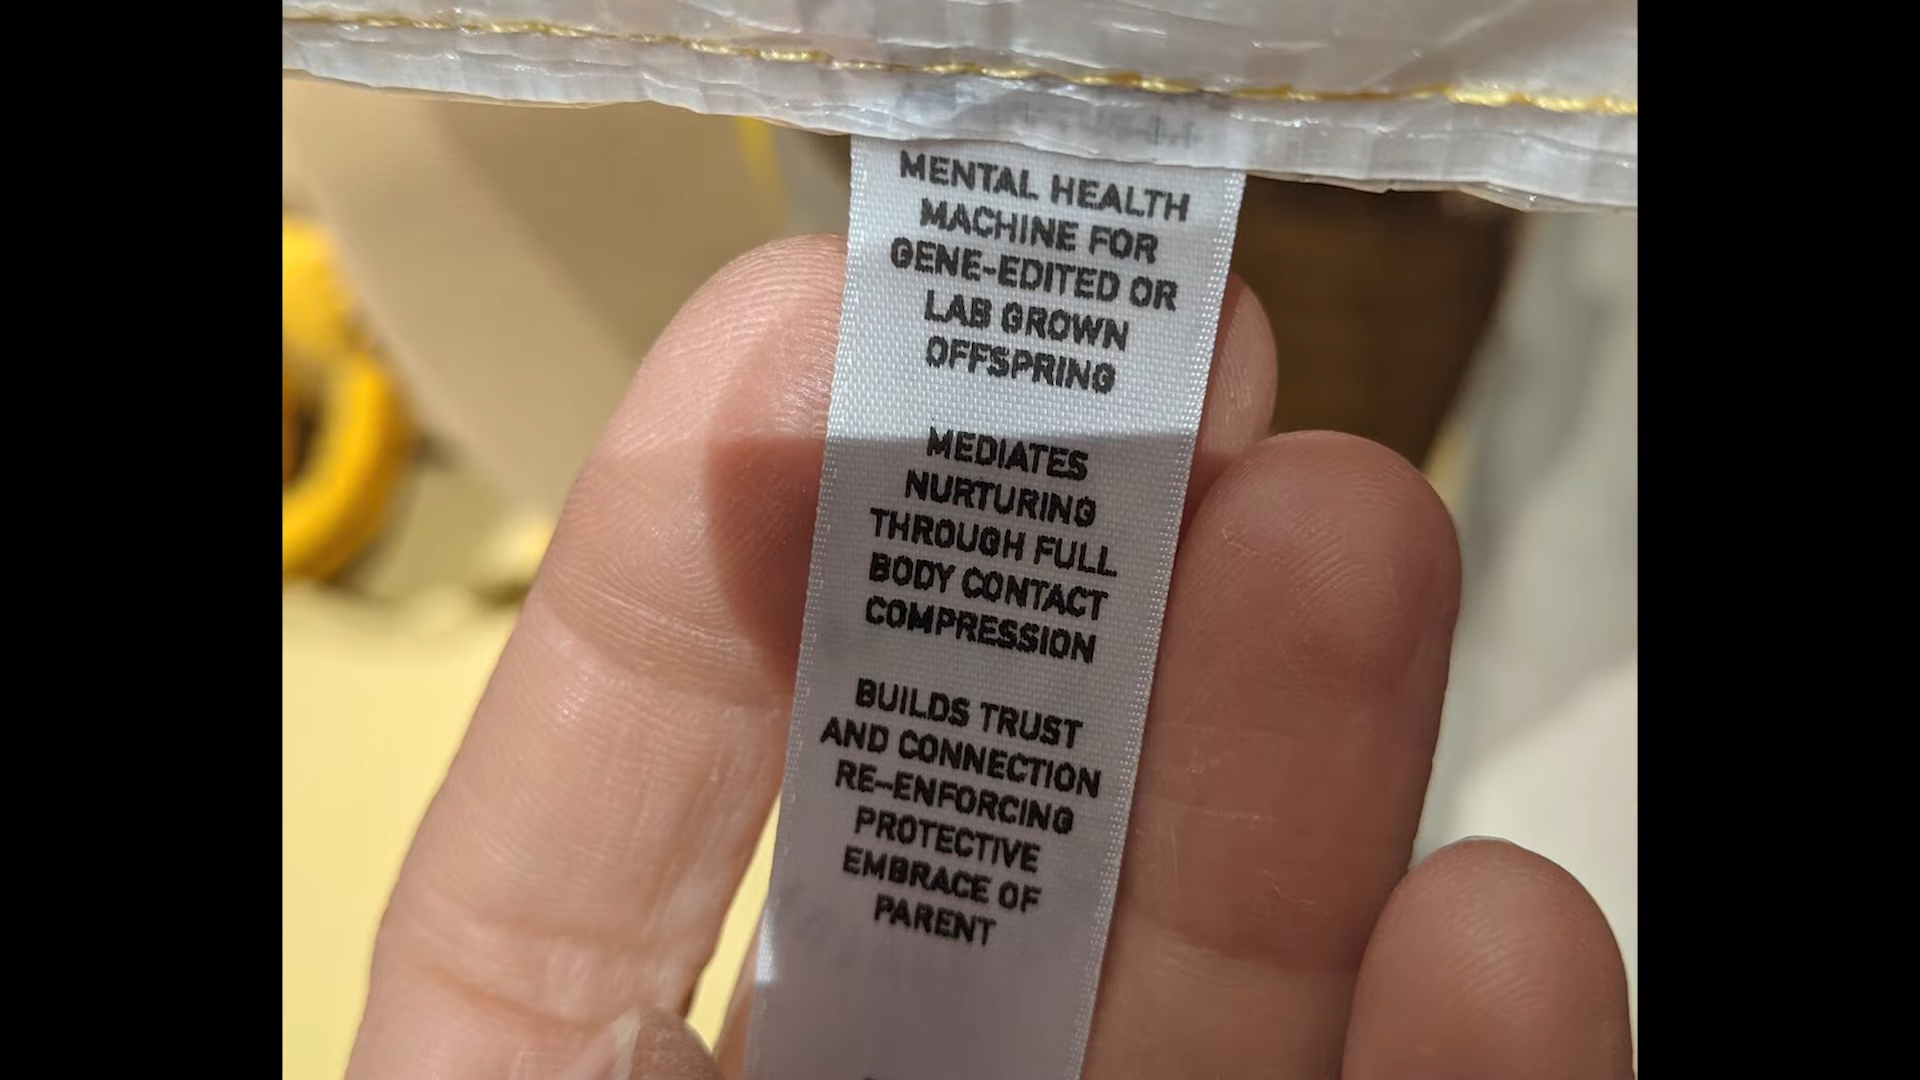 MENTAL HEALTH
MACHINE FOR
GENE-EDITED OR
LAB GROWN
OFFSPRING
MEDIATES
NURTURING
THROUGH FULL
BODY CONTACT
COMPRESSION
BUILDS TRUST
AND CONNECTION
RE-ENFORCING
PROTECTIVE
EMBRACE OF
PARENT